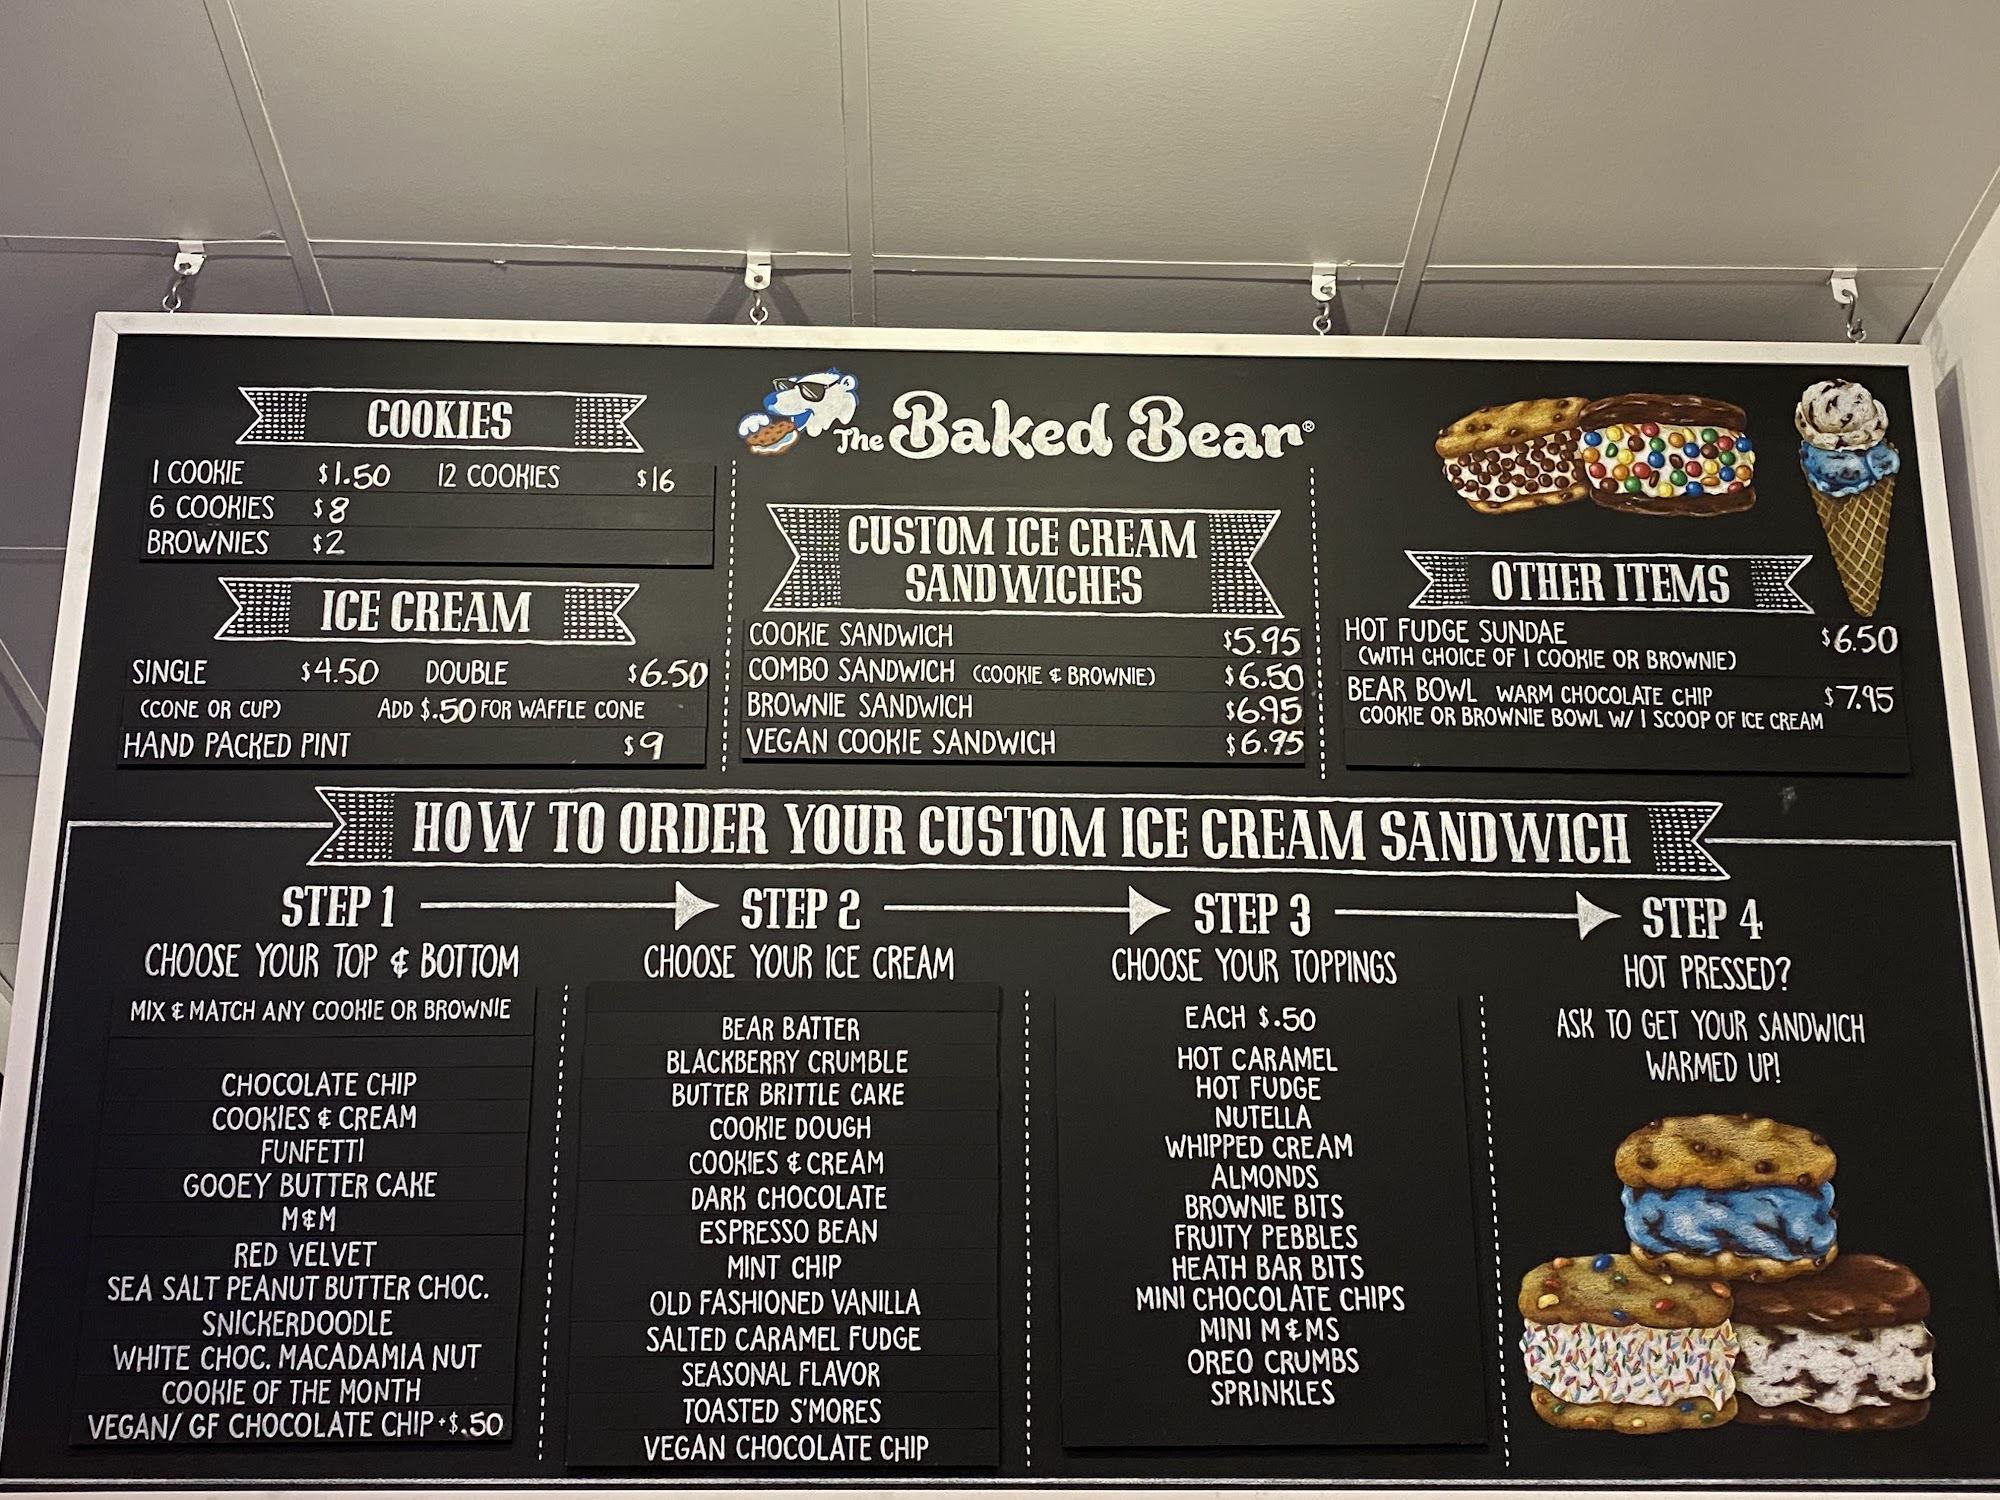 COOKIES
1 COOKIE $1.50 12 COOKIES $16
6 COOKIES $8
BROWNIES $2
ICE CREAM
SINGLE $4.50 DOUBLE $6.50
(CONE OR CUP) ADD $.50 FOR WAFFLE CONE
HAND PACKED PINT $9
The Baked Bear®
CUSTOM ICE CREAM
SANDWICHES
COOKIE SANDWICH $5.95
COMBO SANDWICH (COOKIE & BROWNIE) $6.50
BROWNIE SANDWICH $6.95
VEGAN COOKIE SANDWICH $6.95
OTHER ITEMS
HOT FUDGE SUNDAE $6.50
(WITH CHOICE OF 1 COOKIE OR BROWNIE)
BEAR BOWL WARM CHOCOLATE CHIP $7.95
COOKIE OR BROWNIE BOWL W/ 1 SCOOP OF ICE CREAM
HOW TO ORDER YOUR CUSTOM ICE CREAM SANDWICH
STEP 1
CHOOSE YOUR TOP & BOTTOM
MIX & MATCH ANY COOKIE OR BROWNIE
CHOCOLATE CHIP
COOKIES & CREAM
FUNFETTI
GOOEY BUTTER CAKE
M&M
RED VELVET
SEA SALT PEANUT BUTTER CHOC.
SNICKERDOODLE
WHITE CHOC. MACADAMIA NUT
COOKIE OF THE MONTH
VEGAN/ GF CHOCOLATE CHIP +$.50
STEP 2
CHOOSE YOUR ICE CREAM
BEAR BATTER
BLACKBERRY CRUMBLE
BUTTER BRITTLE CAKE
COOKIE DOUGH
COOKIES & CREAM
DARK CHOCOLATE
ESPRESSO BEAN
MINT CHIP
OLD FASHIONED VANILLA
SALTED CARAMEL FUDGE
SEASONAL FLAVOR
TOASTED S'MORES
VEGAN CHOCOLATE CHIP
STEP 3
CHOOSE YOUR TOPPINGS
EACH $.50
HOT CARAMEL
HOT FUDGE
NUTELLA
WHIPPED CREAM
ALMONDS
BROWNIE BITS
FRUITY PEBBLES
HEATH BAR BITS
MINI CHOCOLATE CHIPS
MINI M&MS
OREO CRUMBS
SPRINKLES
STEP 4
HOT PRESSED?
ASK TO GET YOUR SANDWICH
WARMED UP!